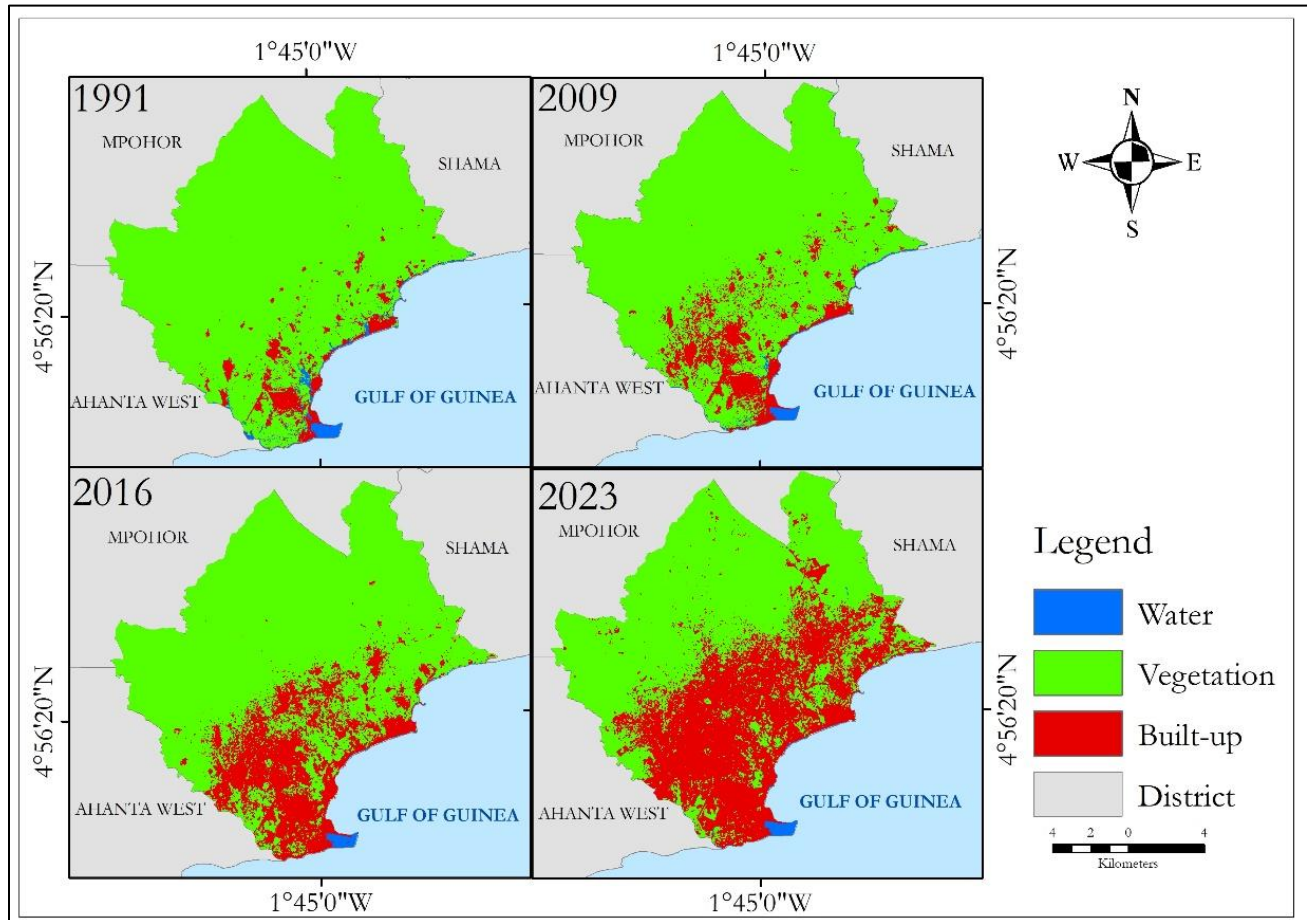 1°45'0"W
1°45'0"W
1991
MPOHOR
SHAMA
AHANTA WEST
GULF OF GUINEA
4°56'20"N
2009
MPOHOR
SHAMA
AHANTA WEST
GULF OF GUINEA
4°56'20"N
N
W
E
S
2016
MPOHOR
SHAMA
AHANTA WEST
GULF OF GUINEA
4°56'20"N
1°45'0"W
2023
MPOHOR
SHAMA
AHANTA WEST
GULF OF GUINEA
4°56'20"N
1°45'0"W
Legend
Water
Vegetation
Built-up
District
4 2 0 4
Kilometers